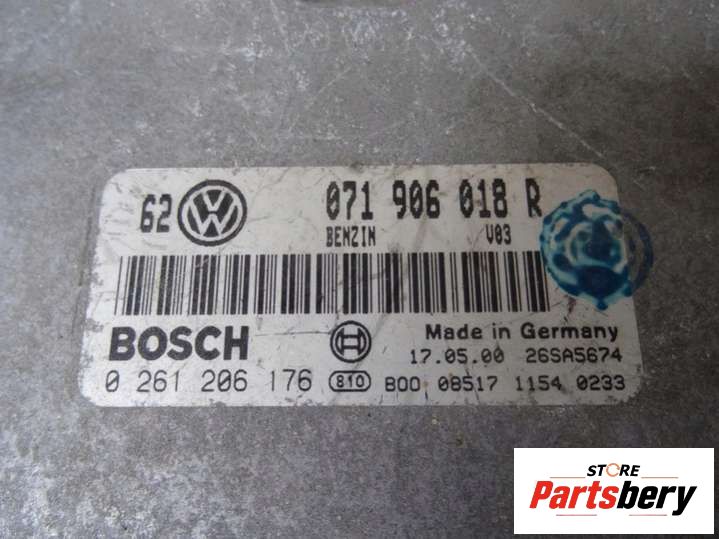 62 VW 071 906 018 R
BENZIN V03
BOSCH Made in Germany
17.05.00 26SA5674
0 261 206 176 810 B00 08517 1154 0233
STORE
Partsbery